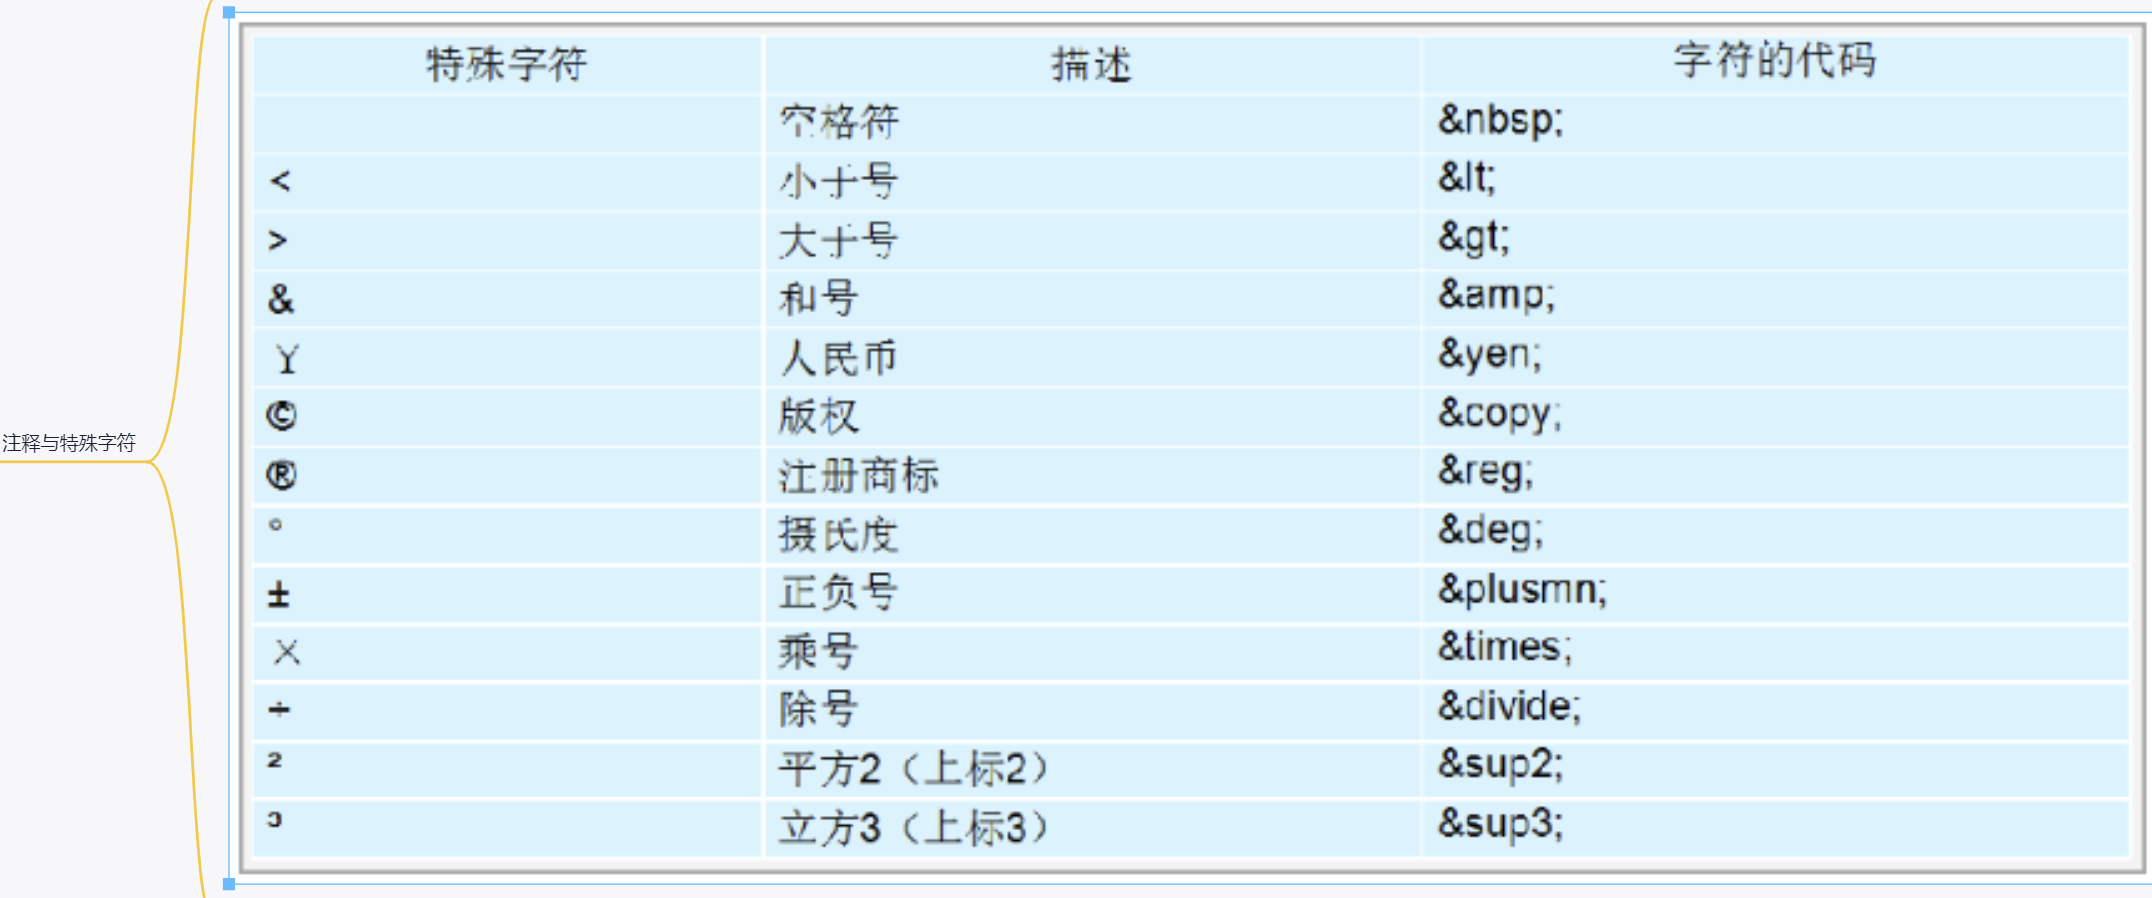 注释与特殊字符
特殊字符 描述 字符的代码
空格符 &nbsp;
< 小于号 &lt;
> 大于号 &gt;
& 和号 &amp;
¥ 人民币 &yen;
© 版权 &copy;
® 注册商标 &reg;
° 摄氏度 &deg;
± 正负号 &plusmn;
× 乘号 &times;
÷ 除号 &divide;
² 平方2（上标2） &sup2;
³ 立方3（上标3） &sup3;